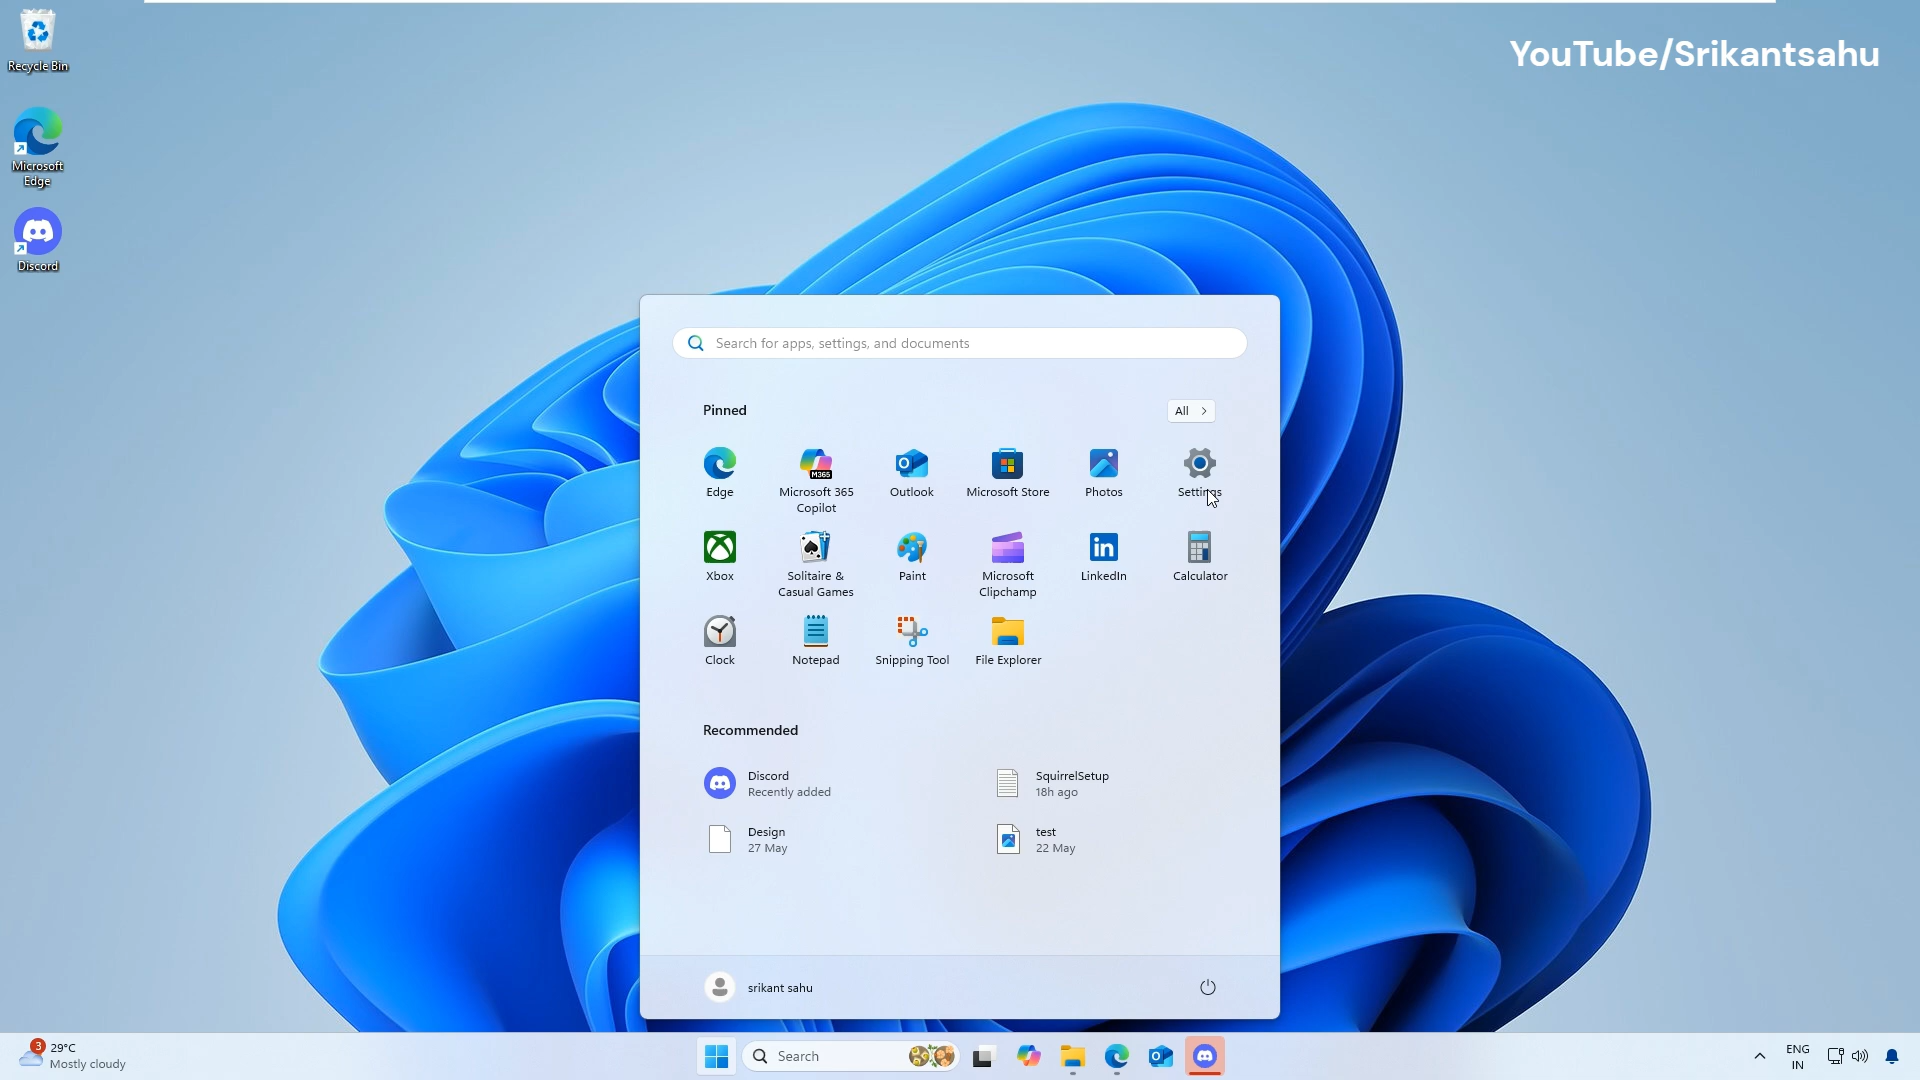 YouTube/Srikantsahu
Recycle Bin
Microsoft
Edge
Discord
Search for apps, settings, and documents
Pinned
All
Edge
Microsoft 365
Copilot
M365
Outlook
Microsoft Store
Photos
Settings
Xbox
Solitaire &
Casual Games
Paint
Microsoft
Clipchamp
in
LinkedIn
Calculator
Clock
Notepad
Snipping Tool
File Explorer
Recommended
Discord
Recently added
SquirrelSetup
18h ago
Design
27 May
test
22 May
srikant sahu
3
29°C
Mostly cloudy
Search
ENG
IN